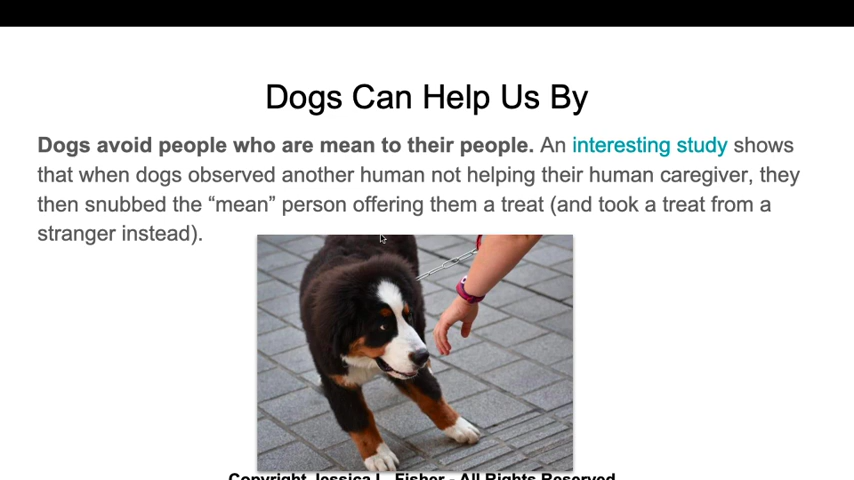 Dogs Can Help Us By
Dogs avoid people who are mean to their people. An interesting study shows
that when dogs observed another human not helping their human caregiver, they
then snubbed the “mean” person offering them a treat (and took a treat from a
stranger instead).
Copyright Jessica L. Fisher - All Rights Reserved